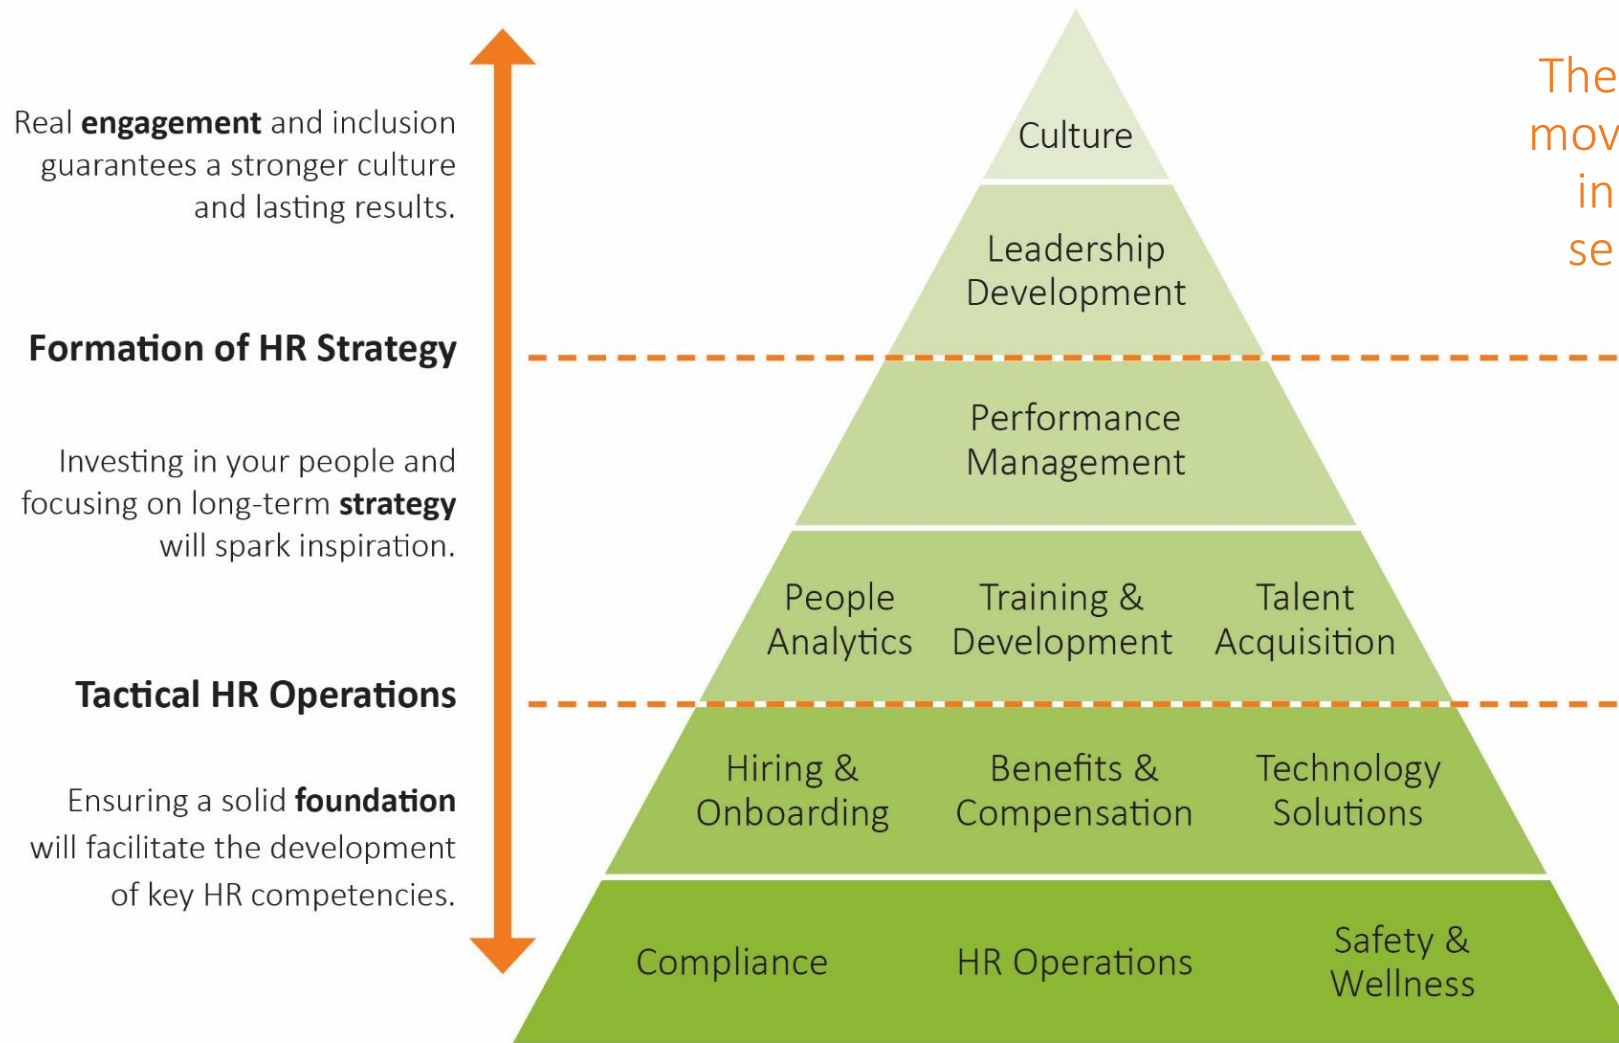 Real engagement and inclusion
guarantees a stronger culture
and lasting results.
Formation of HR Strategy
Investing in your people and
focusing on long-term strategy
will spark inspiration.
Tactical HR Operations
Ensuring a solid foundation
will facilitate the development
of key HR competencies.
Culture
Leadership
Development
Performance
Management
People
Analytics
Training &
Development
Talent
Acquisition
Hiring &
Onboarding
Benefits &
Compensation
Technology
Solutions
Compliance
HR Operations
Safety &
Wellness
The
in